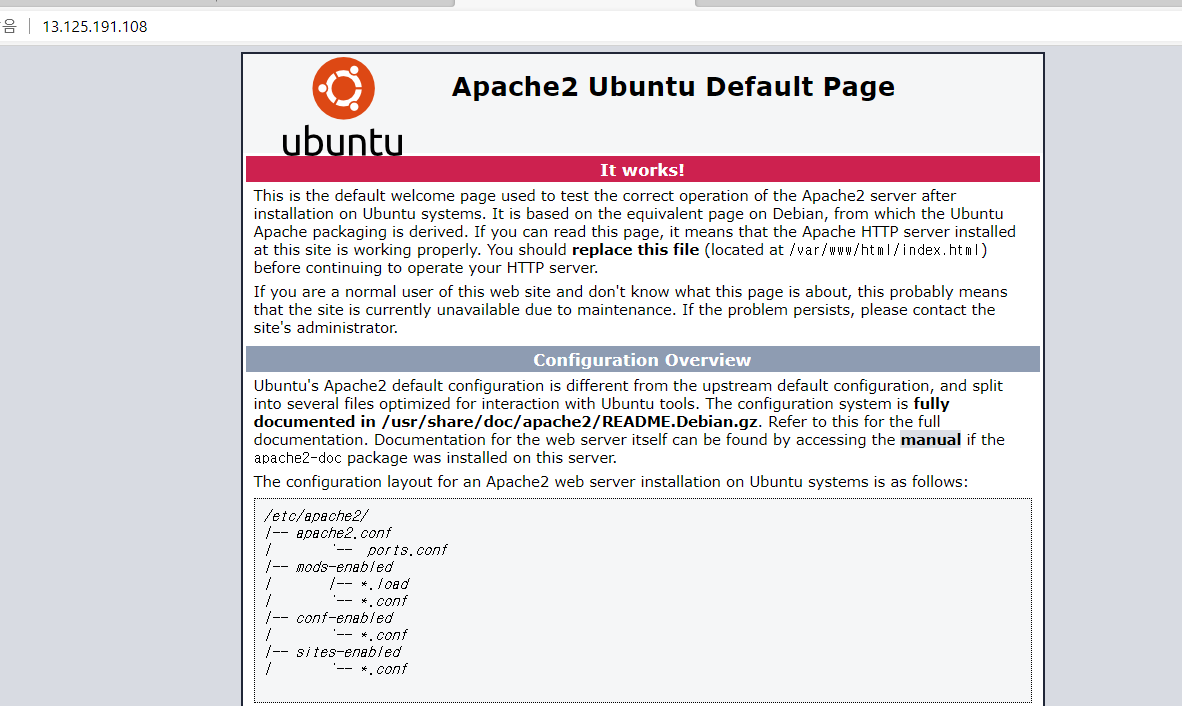 음 | 13.125.191.108
ubuntu
Apache2 Ubuntu Default Page
It works!
This is the default welcome page used to test the correct operation of the Apache2 server after
installation on Ubuntu systems. It is based on the equivalent page on Debian, from which the Ubuntu
Apache packaging is derived. If you can read this page, it means that the Apache HTTP server installed
at this site is working properly. You should replace this file (located at /var/www/html/index.html)
before continuing to operate your HTTP server.
If you are a normal user of this web site and don't know what this page is about, this probably means
that the site is currently unavailable due to maintenance. If the problem persists, please contact the
site's administrator.
Configuration Overview
Ubuntu's Apache2 default configuration is different from the upstream default configuration, and split
into several files optimized for interaction with Ubuntu tools. The configuration system is fully
documented in /usr/share/doc/apache2/README.Debian.gz. Refer to this for the full
documentation. Documentation for the web server itself can be found by accessing the manual if the
apache2-doc package was installed on this server.
The configuration layout for an Apache2 web server installation on Ubuntu systems is as follows:
/etc/apache2/
|-- apache2.conf
|       `--  ports.conf
|-- mods-enabled
|       |-- *.load
|       `-- *.conf
|-- conf-enabled
|       `-- *.conf
|-- sites-enabled
|       `-- *.conf